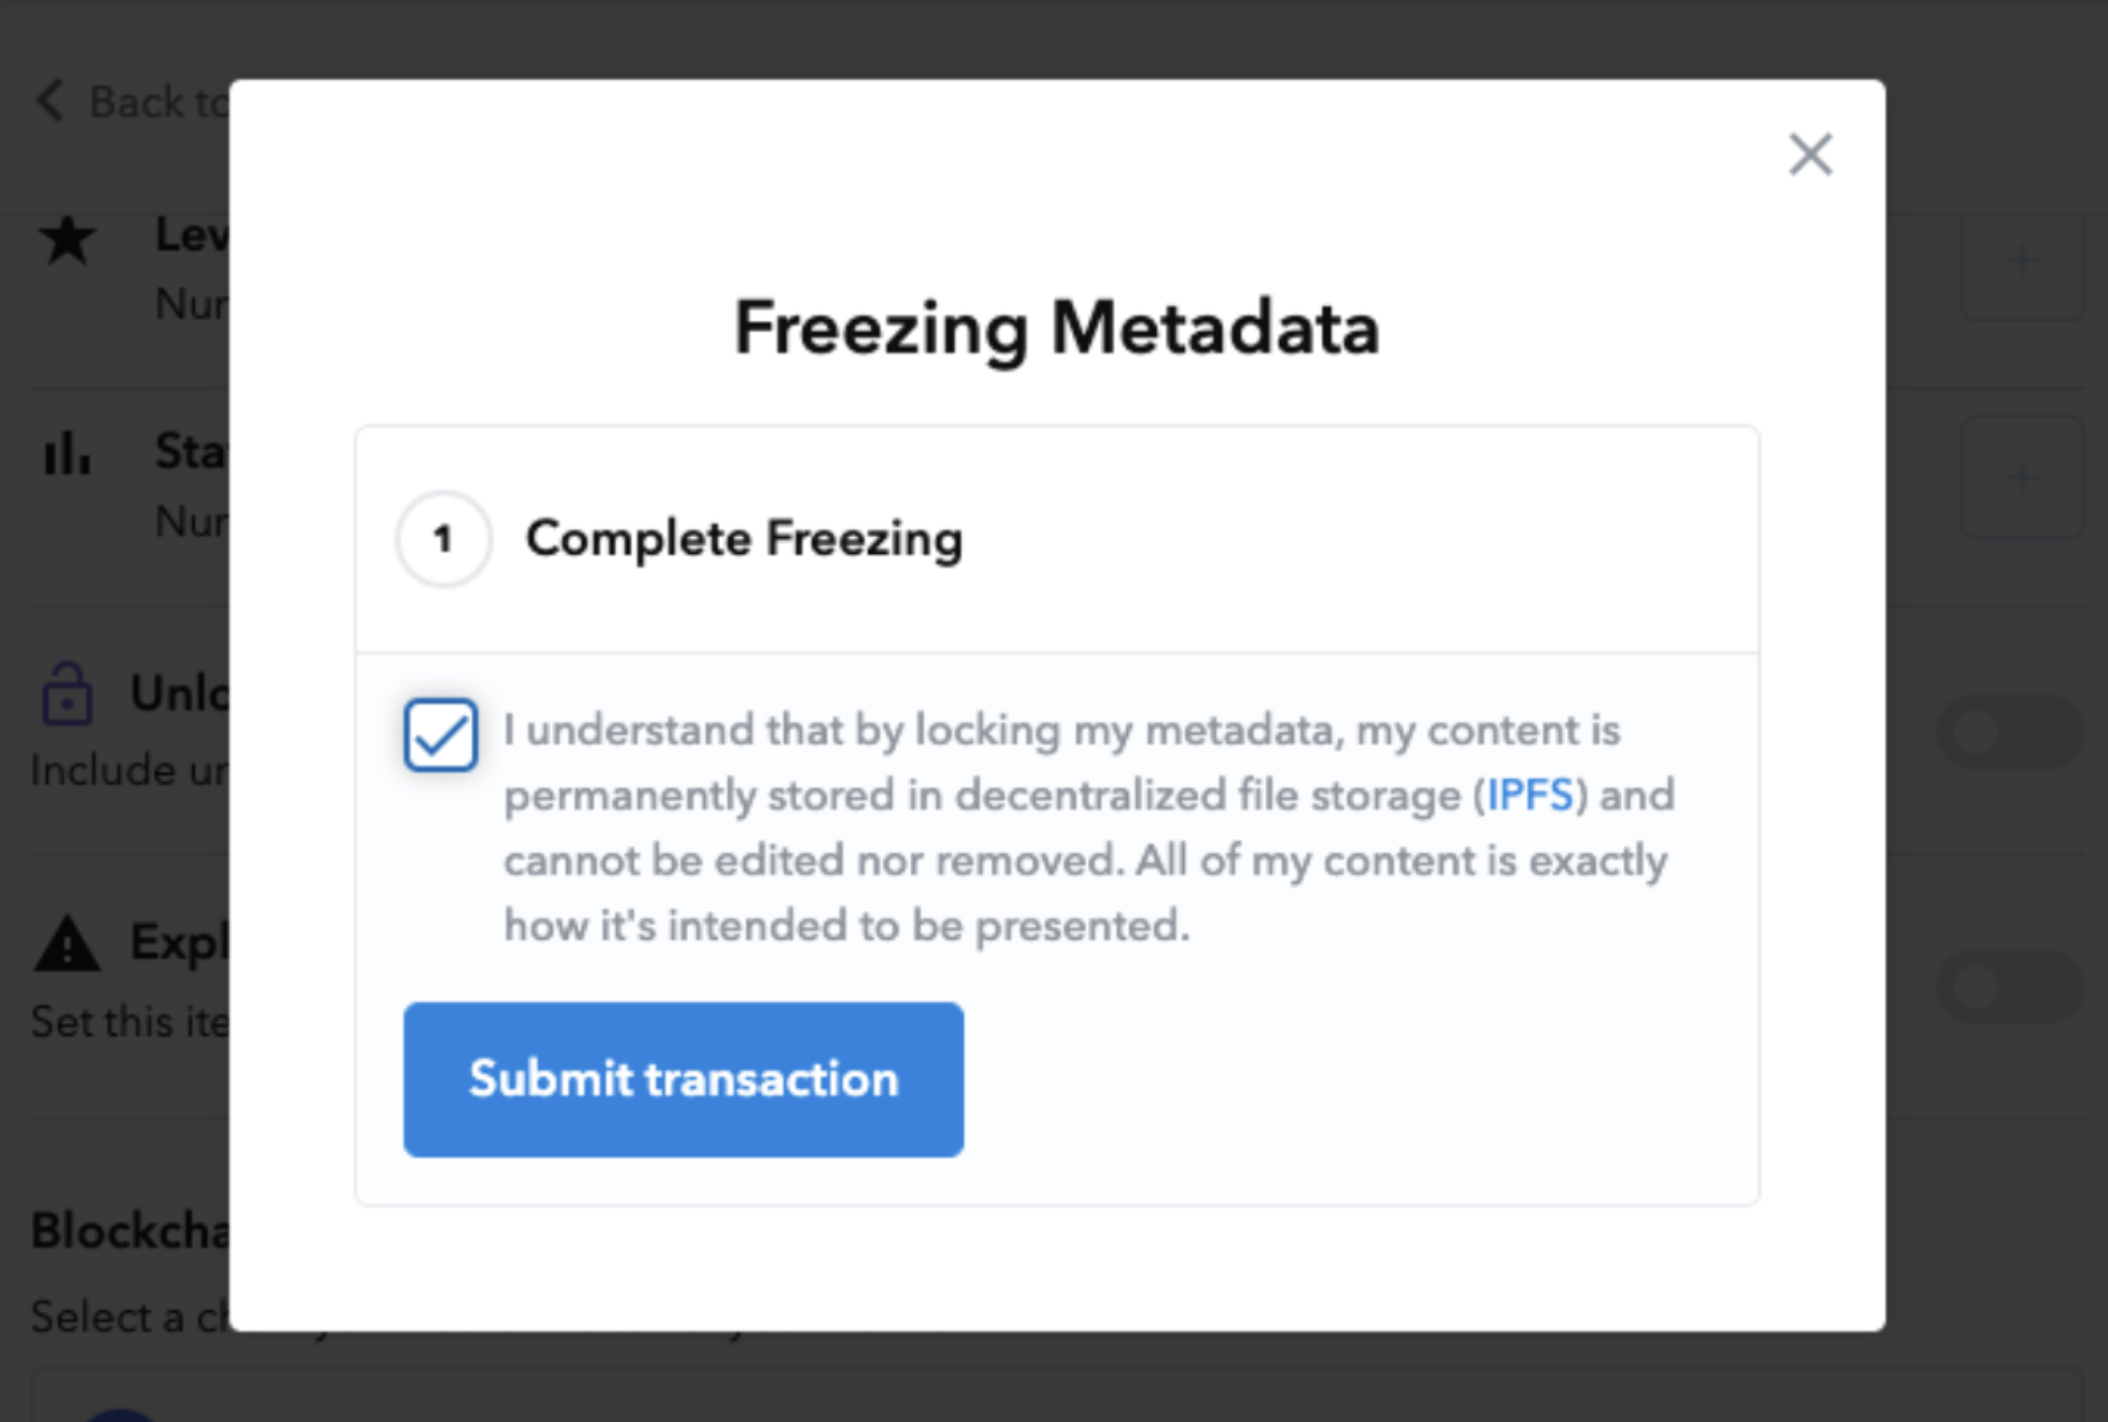 Back to
Lev
Nur
Sta
Nur
Unlo
Include ur
Expl
Set this ite
Blockcha
Select a ch
Freezing Metadata
1
Complete Freezing
I understand that by locking my metadata, my content is
permanently stored in decentralized file storage (IPFS) and
cannot be edited nor removed. All of my content is exactly
how it's intended to be presented.
Submit transaction